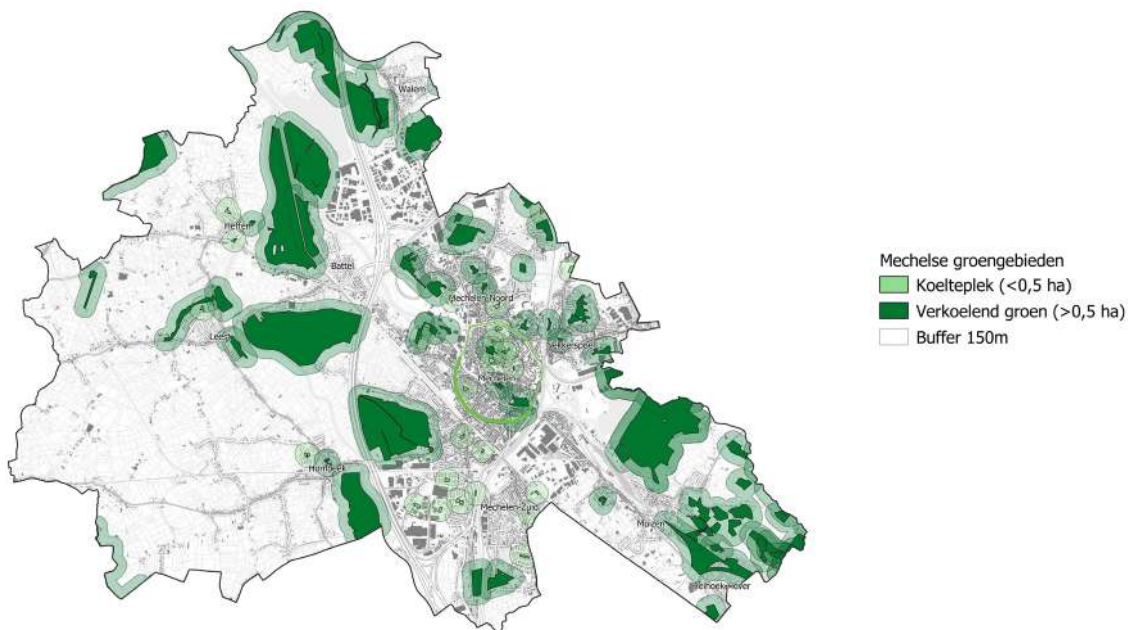 Walem
Heffen
Battel
Mechelen-Noord
Leest
Mechelen
Hombeek
Mechelen-Zuid
Muizen
Mechelse groengebieden
Koelteplek (<0,5 ha)
Verkoelend groen (>0,5 ha)
Buffer 150m